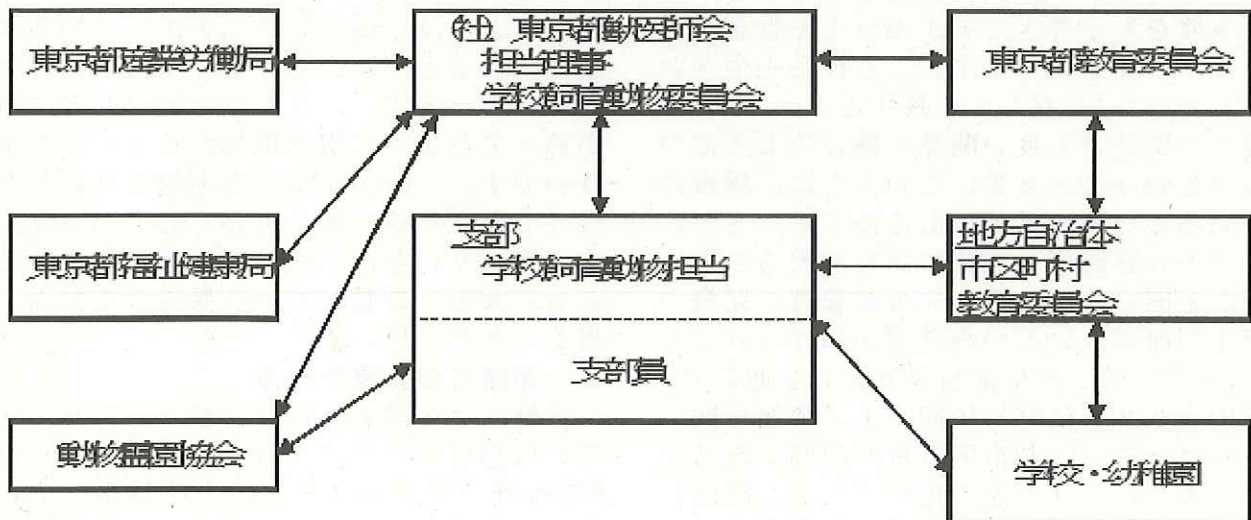 東京都産業労働局
(社) 東京都獣医師会
担当理事
学校飼育動物委員会
東京都教育委員会
東京都福祉健康局
支部
学校飼育動物担当
支部員
地方自治体
市区町村
教育委員会
動物霊園協会
学校・幼稚園